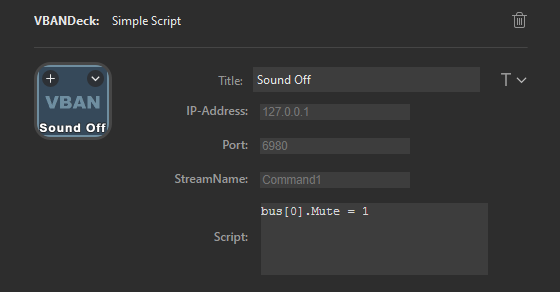 VBANDeck: Simple Script
VBAN
Sound Off
Title: Sound Off
T
IP-Address: 127.0.0.1
Port: 6980
StreamName: Command1
Script: bus[0].Mute = 1